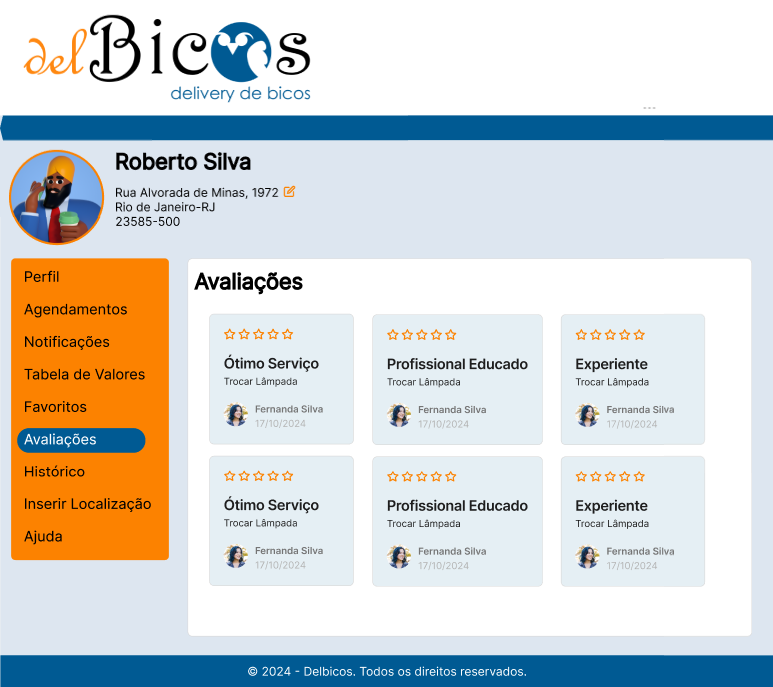 delBicos
delivery de bicos
---
Roberto Silva
Rua Alvorada de Minas, 1972
Rio de Janeiro-RJ
23585-500
Perfil
Agendamentos
Notificações
Tabela de Valores
Favoritos
Avaliações
Histórico
Inserir Localização
Ajuda
Avaliações
Ótimo Serviço
Trocar Lâmpada
Fernanda Silva
17/10/2024
Profissional Educado
Trocar Lâmpada
Fernanda Silva
17/10/2024
Experiente
Trocar Lâmpada
Fernanda Silva
17/10/2024
Ótimo Serviço
Trocar Lâmpada
Fernanda Silva
17/10/2024
Profissional Educado
Trocar Lâmpada
Fernanda Silva
17/10/2024
Experiente
Trocar Lâmpada
Fernanda Silva
17/10/2024
© 2024 - Delbicos. Todos os direitos reservados.